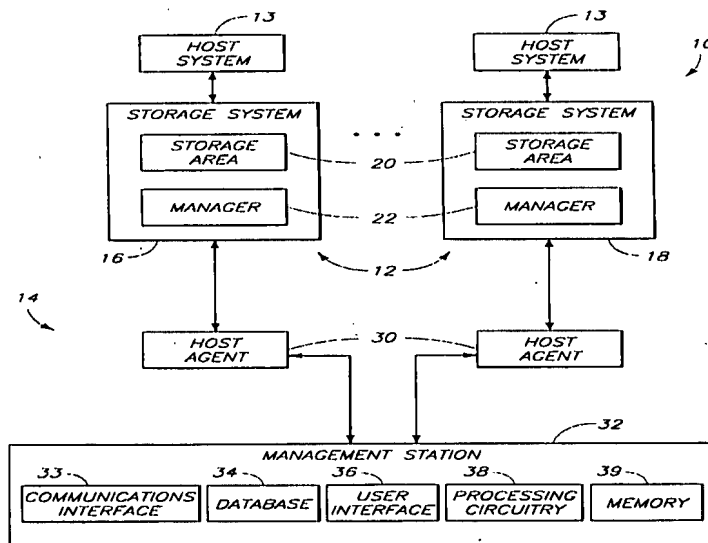 13
13
10
HOST
SYSTEM
HOST
SYSTEM
STORAGE SYSTEM
STORAGE SYSTEM
STORAGE
AREA
20
STORAGE
AREA
MANAGER
22
MANAGER
16
12
18
14
HOST
AGENT
30
HOST
AGENT
32
MANAGEMENT STATION
33
34
36
38
39
COMMUNICATIONS
INTERFACE
DATABASE
USER
INTERFACE
PROCESSING
CIRCUITRY
MEMORY